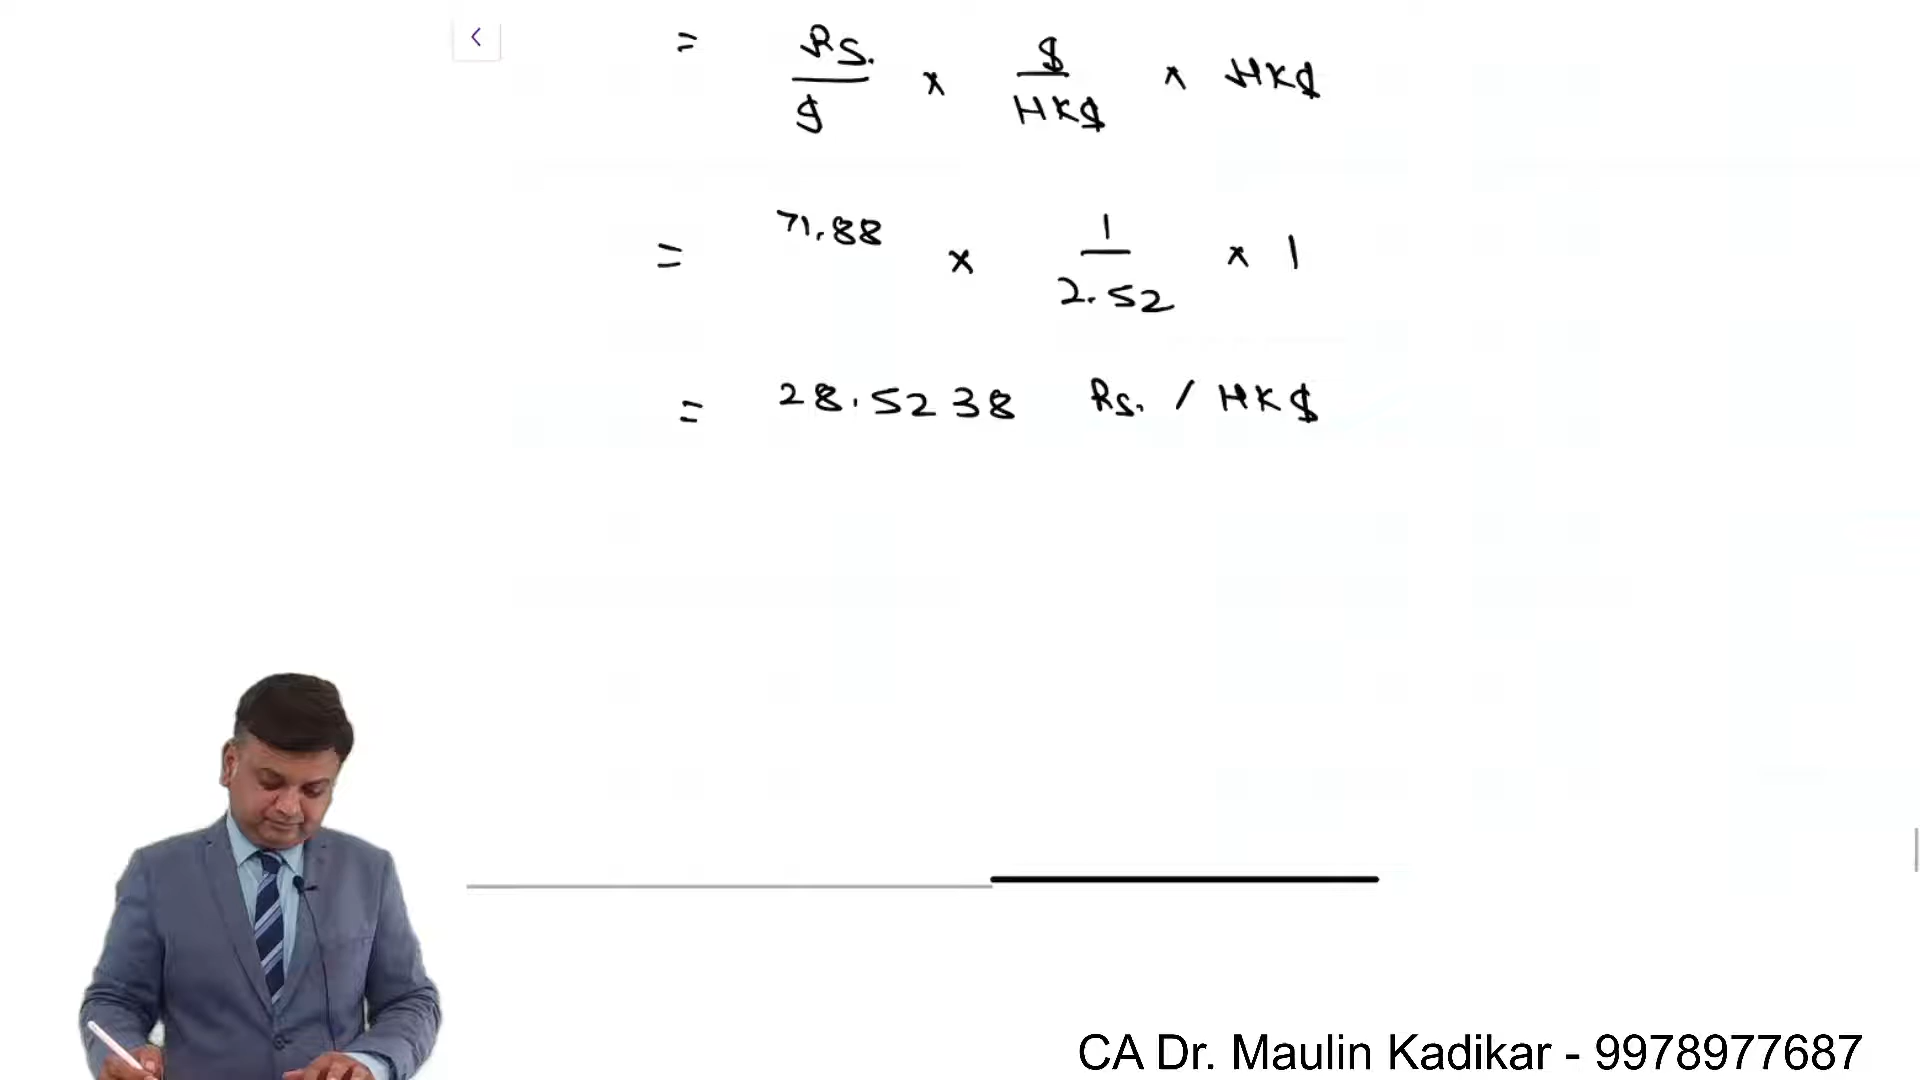 = Rs./$ × $/HK$ × HK$
= 71.88 × 1/2.52 × 1
= 28.5238 Rs. / HK$
CA Dr. Maulin Kadikar - 9978977687